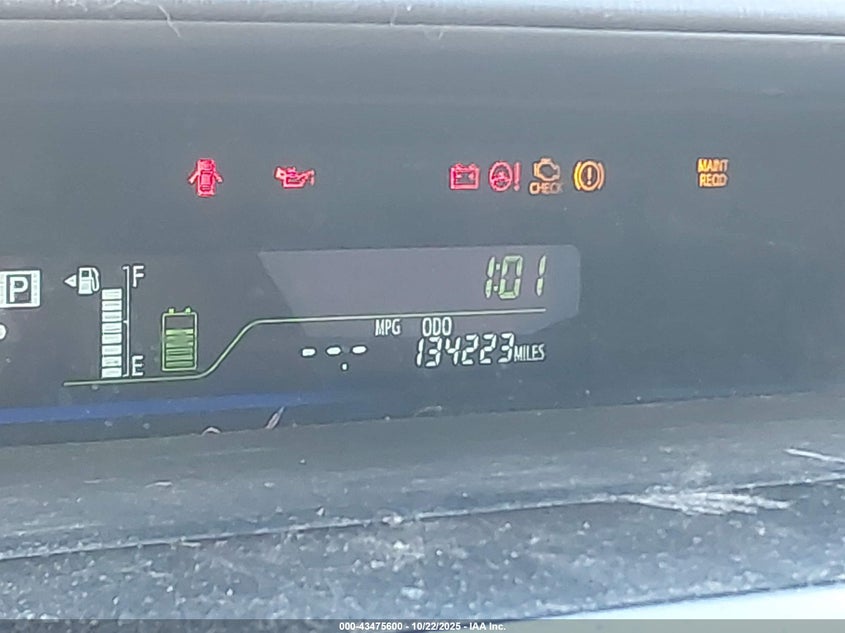 CHECK
MAINT
REQD
P
F
1:01
MPG ODO
E
--.- 134223 MILES
000-43475600 - 10/22/2025 - IAA Inc.